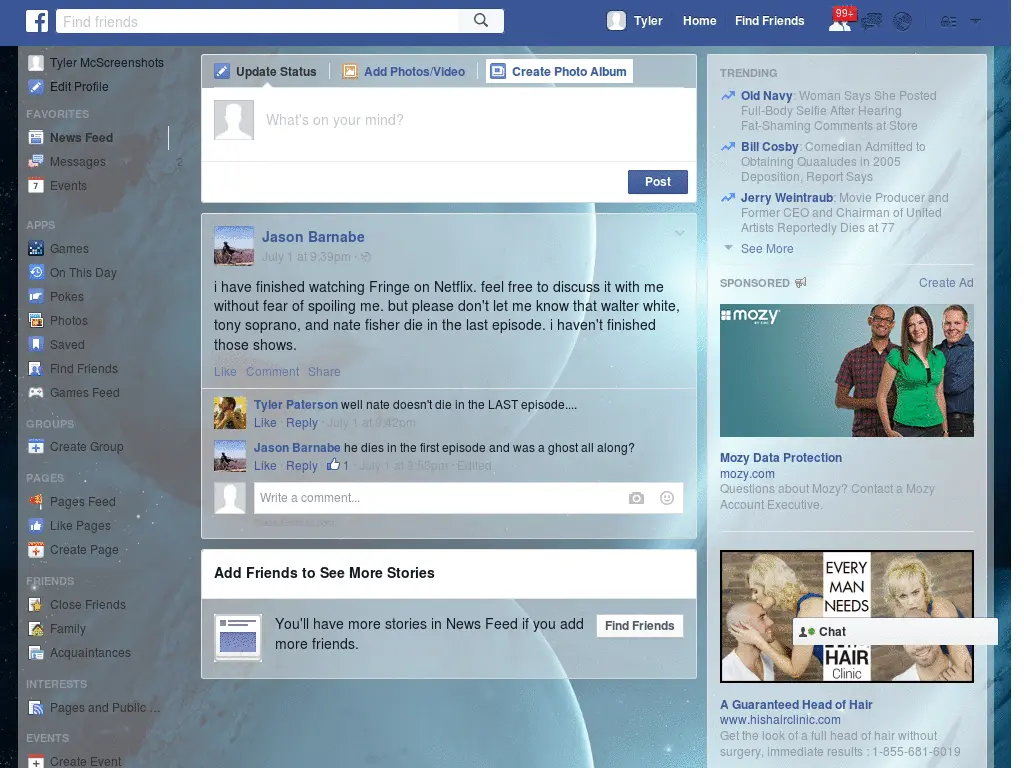 Find friends
Tyler
Home
Find Friends
99+
Tyler McScreenshots
Edit Profile
FAVORITES
News Feed
Messages
2
7
Events
APPS
Games
On This Day
Pokes
Photos
Saved
Find Friends
Games Feed
GROUPS
Create Group
PAGES
Pages Feed
Like Pages
Create Page
FRIENDS
Close Friends
Family
Acquaintances
INTERESTS
Pages and Public ...
EVENTS
Create Event
Update Status
Add Photos/Video
Create Photo Album
What's on your mind?
Post
Jason Barnabe
July 1 at 9:39pm ·
i have finished watching Fringe on Netflix. feel free to discuss it with me
without fear of spoiling me. but please don't let me know that walter white,
tony soprano, and nate fisher die in the last episode. i haven't finished
those shows.
Like Comment Share
Tyler Paterson well nate doesn't die in the LAST episode....
Like · Reply · July 1 at 9:42pm
Jason Barnabe he dies in the first episode and was a ghost all along?
Like · Reply · 1 · July 1 at 9:55pm · Edited
Write a comment...
Add Friends to See More Stories
You'll have more stories in News Feed if you add
more friends.
Find Friends
TRENDING
Old Navy: Woman Says She Posted
Full-Body Selfie After Hearing
Fat-Shaming Comments at Store
Bill Cosby: Comedian Admitted to
Obtaining Quaaludes in 2005
Deposition, Report Says
Jerry Weintraub: Movie Producer and
Former CEO and Chairman of United
Artists Reportedly Dies at 77
See More
SPONSORED
Create Ad
mozy
Mozy Data Protection
mozy.com
Questions about Mozy? Contact a Mozy
Account Executive.
EVERY
MAN
NEEDS
HAIR
Clinic
Chat
A Guaranteed Head of Hair
www.hishairclinic.com
Get the look of a full head of hair without
surgery, immediate results : 1-855-681-6019